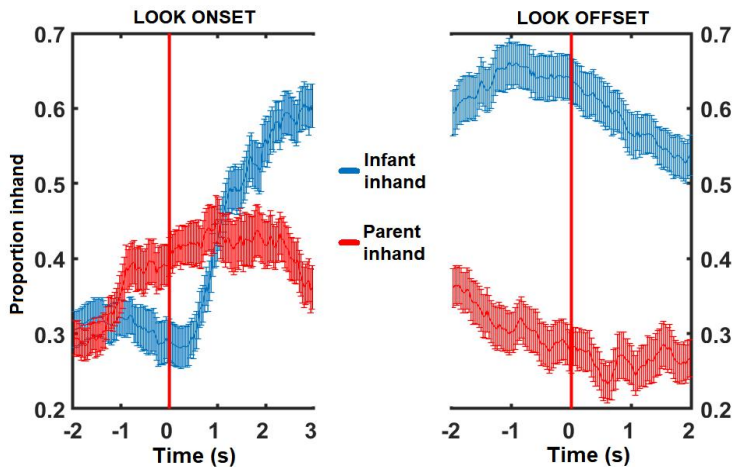 LOOK ONSET
LOOK OFFSET
0.7
0.6
0.5
0.4
0.3
0.2
Proportion inhand
-2 -1 0 1 2 3
Time (s)
Infant
inhand
Parent
inhand
0.7
0.6
0.5
0.4
0.3
0.2
-2 -1 0 1 2
Time (s)